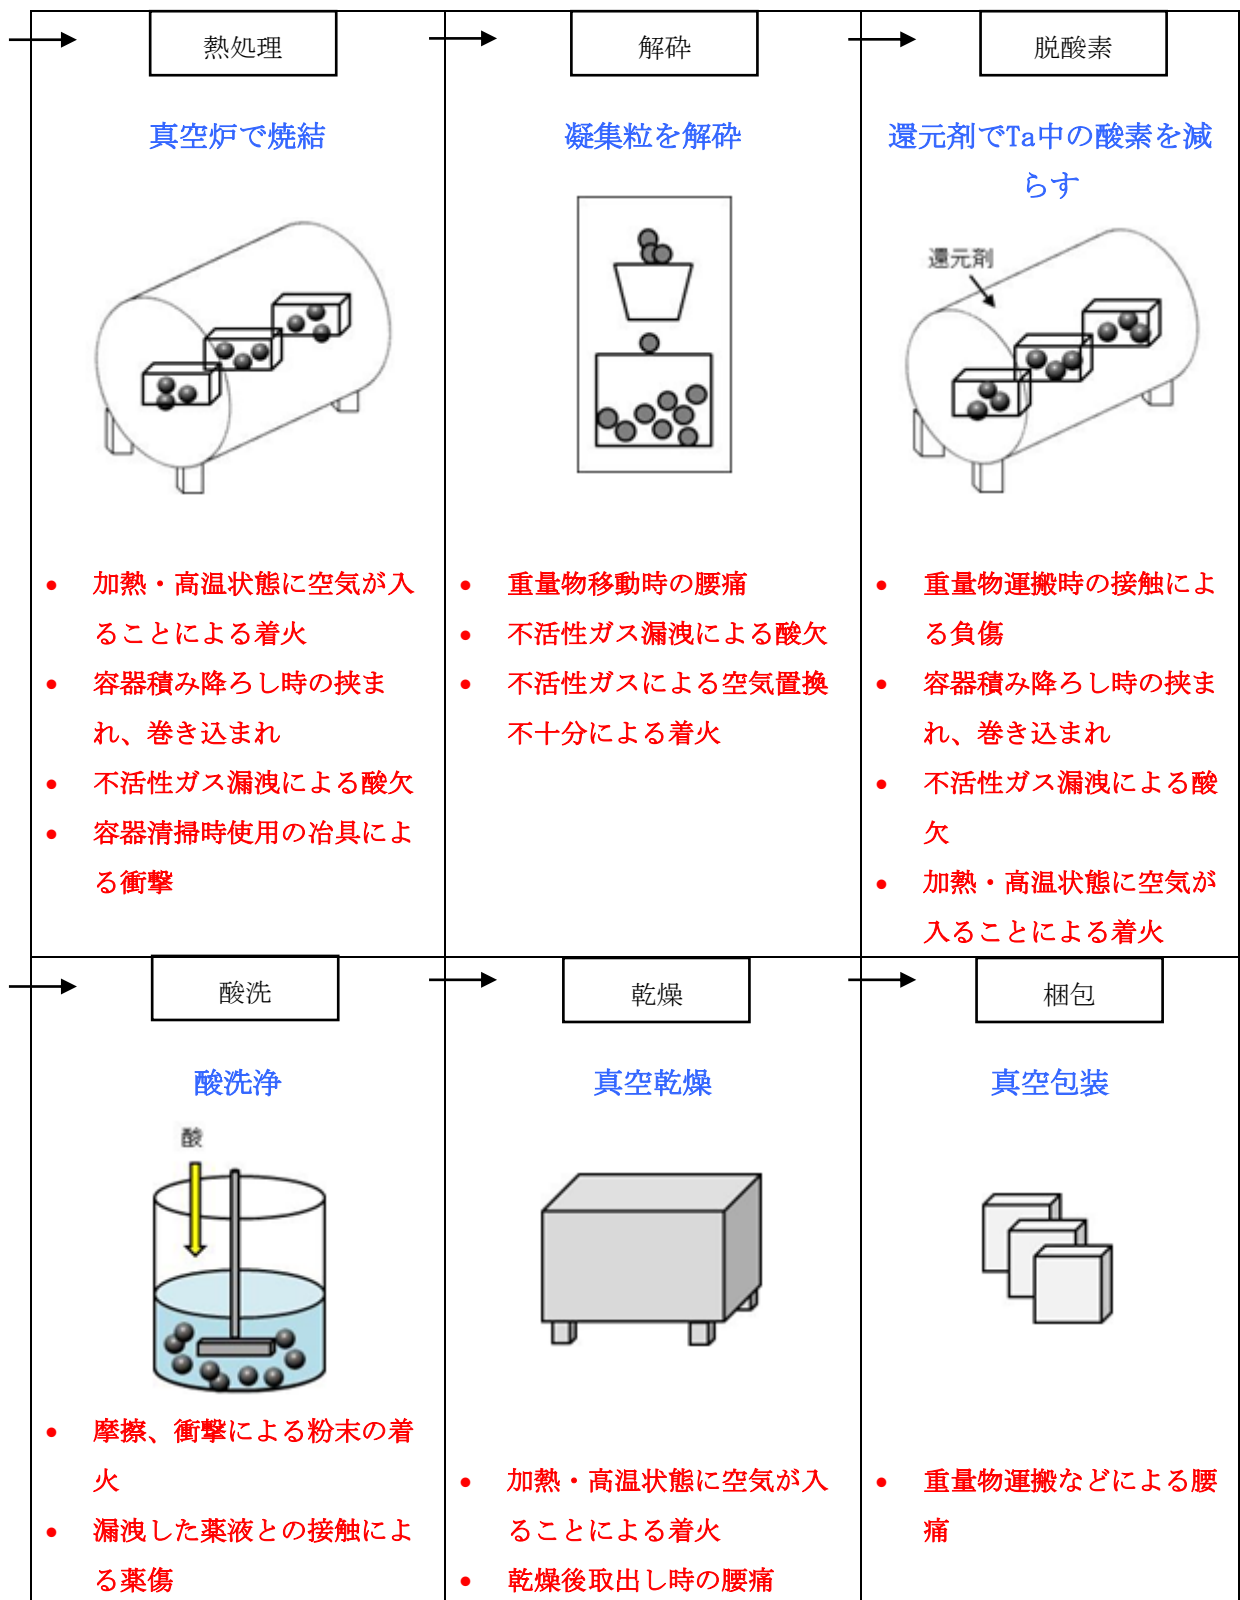 熱処理
真空炉で焼結
● 加熱・高温状態に空気が入
ることによる着火
● 容器積み降ろし時の挟ま
れ、巻き込まれ
● 不活性ガス漏洩による酸欠
● 容器清掃時使用の冶具によ
る衝撃
解砕
凝集粒を解砕
● 重量物移動時の腰痛
● 不活性ガス漏洩による酸欠
● 不活性ガスによる空気置換
不十分による着火
脱酸素
還元剤でTa中の酸素を減
らす
還元剤
● 重量物運搬時の接触によ
る負傷
● 容器積み降ろし時の挟ま
れ、巻き込まれ
● 不活性ガス漏洩による酸
欠
● 加熱・高温状態に空気が
入ることによる着火
酸洗
酸洗浄
酸
● 摩擦、衝撃による粉末の着
火
● 漏洩した薬液との接触によ
る薬傷
乾燥
真空乾燥
● 加熱・高温状態に空気が入
ることによる着火
● 乾燥後取出し時の腰痛
梱包
真空包装
● 重量物運搬などによる腰
痛